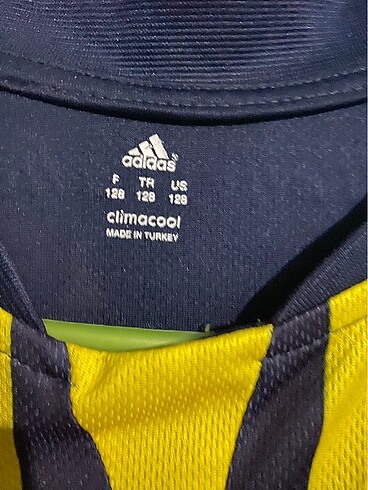 adidas
F TR US
128 128 128
climacool
MADE IN TURKEY